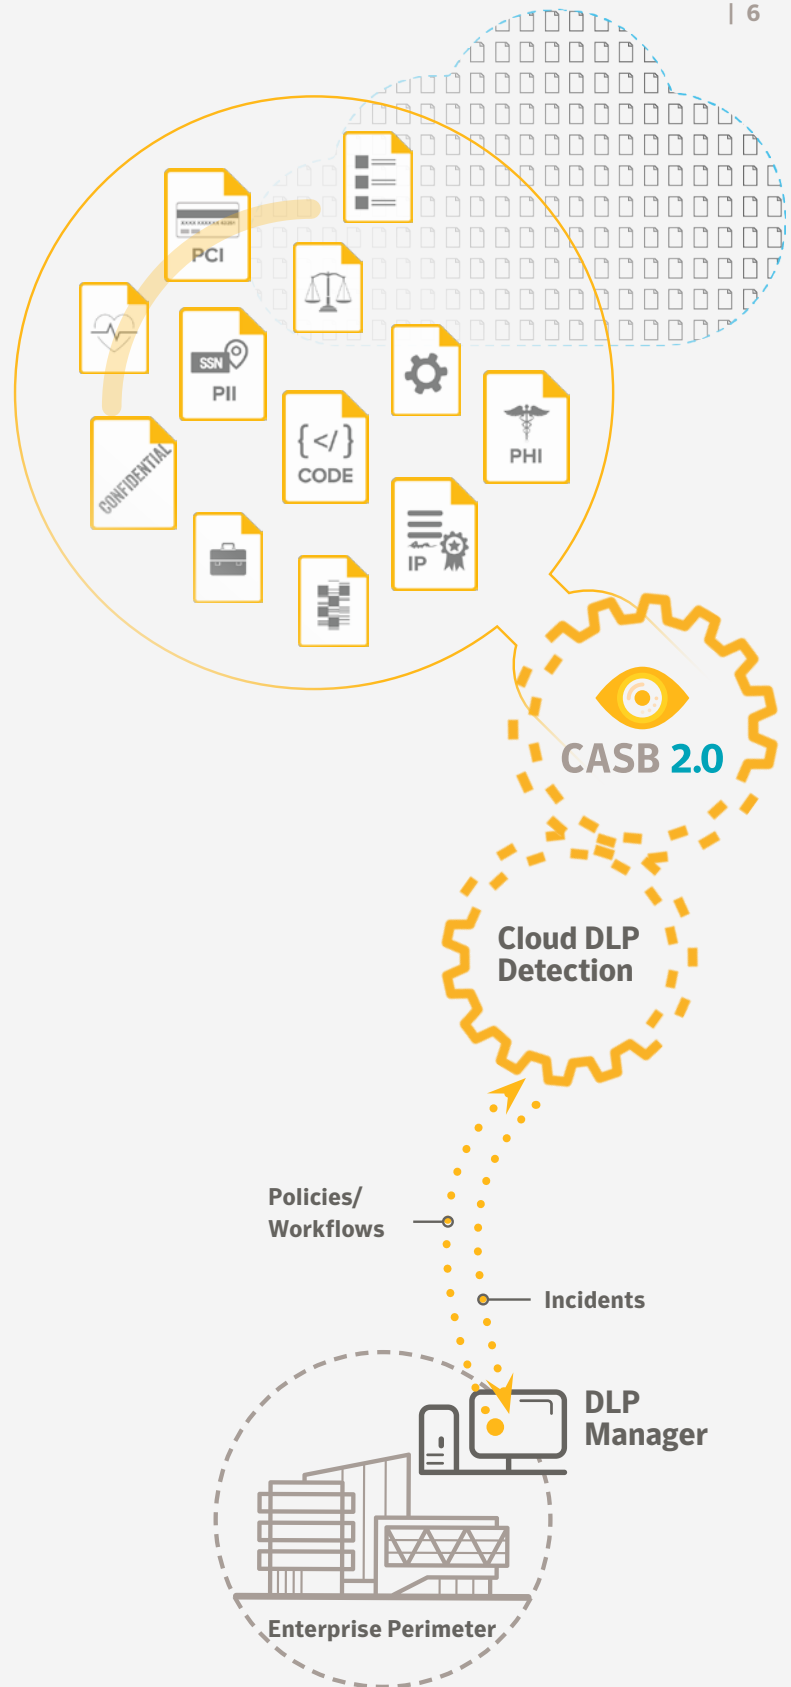 | 6
PCI
SSN
PII
CONFIDENTIAL
{</}
CODE
PHI
IP
CASB 2.0
Cloud DLP
Detection
Policies/
Workflows
Incidents
DLP
Manager
Enterprise Perimeter